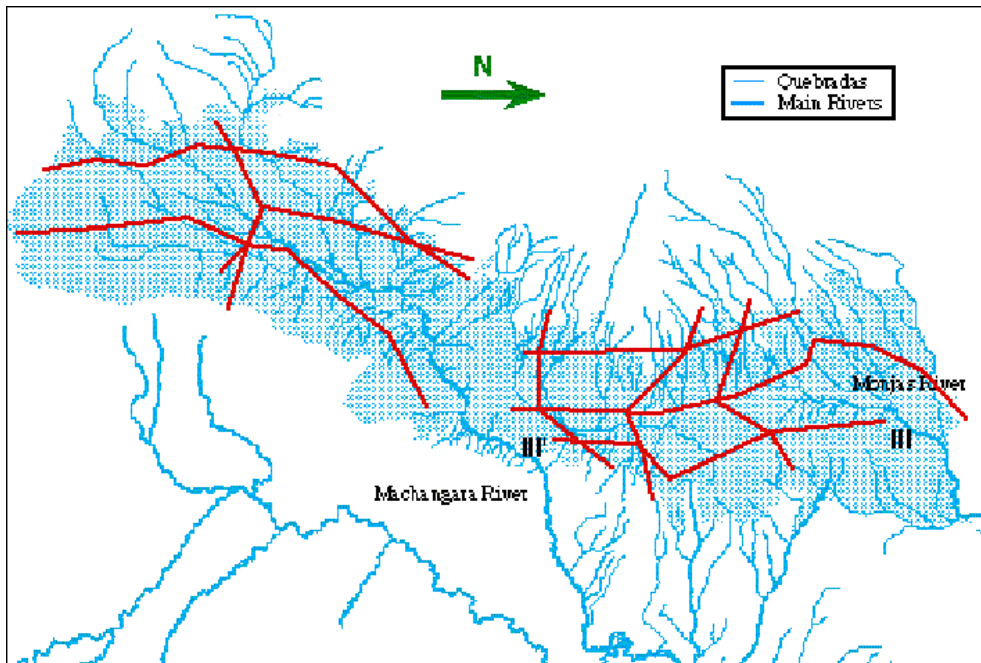 N
Quebradas
Main Rivers
Monjas River
III
III
Machangara River